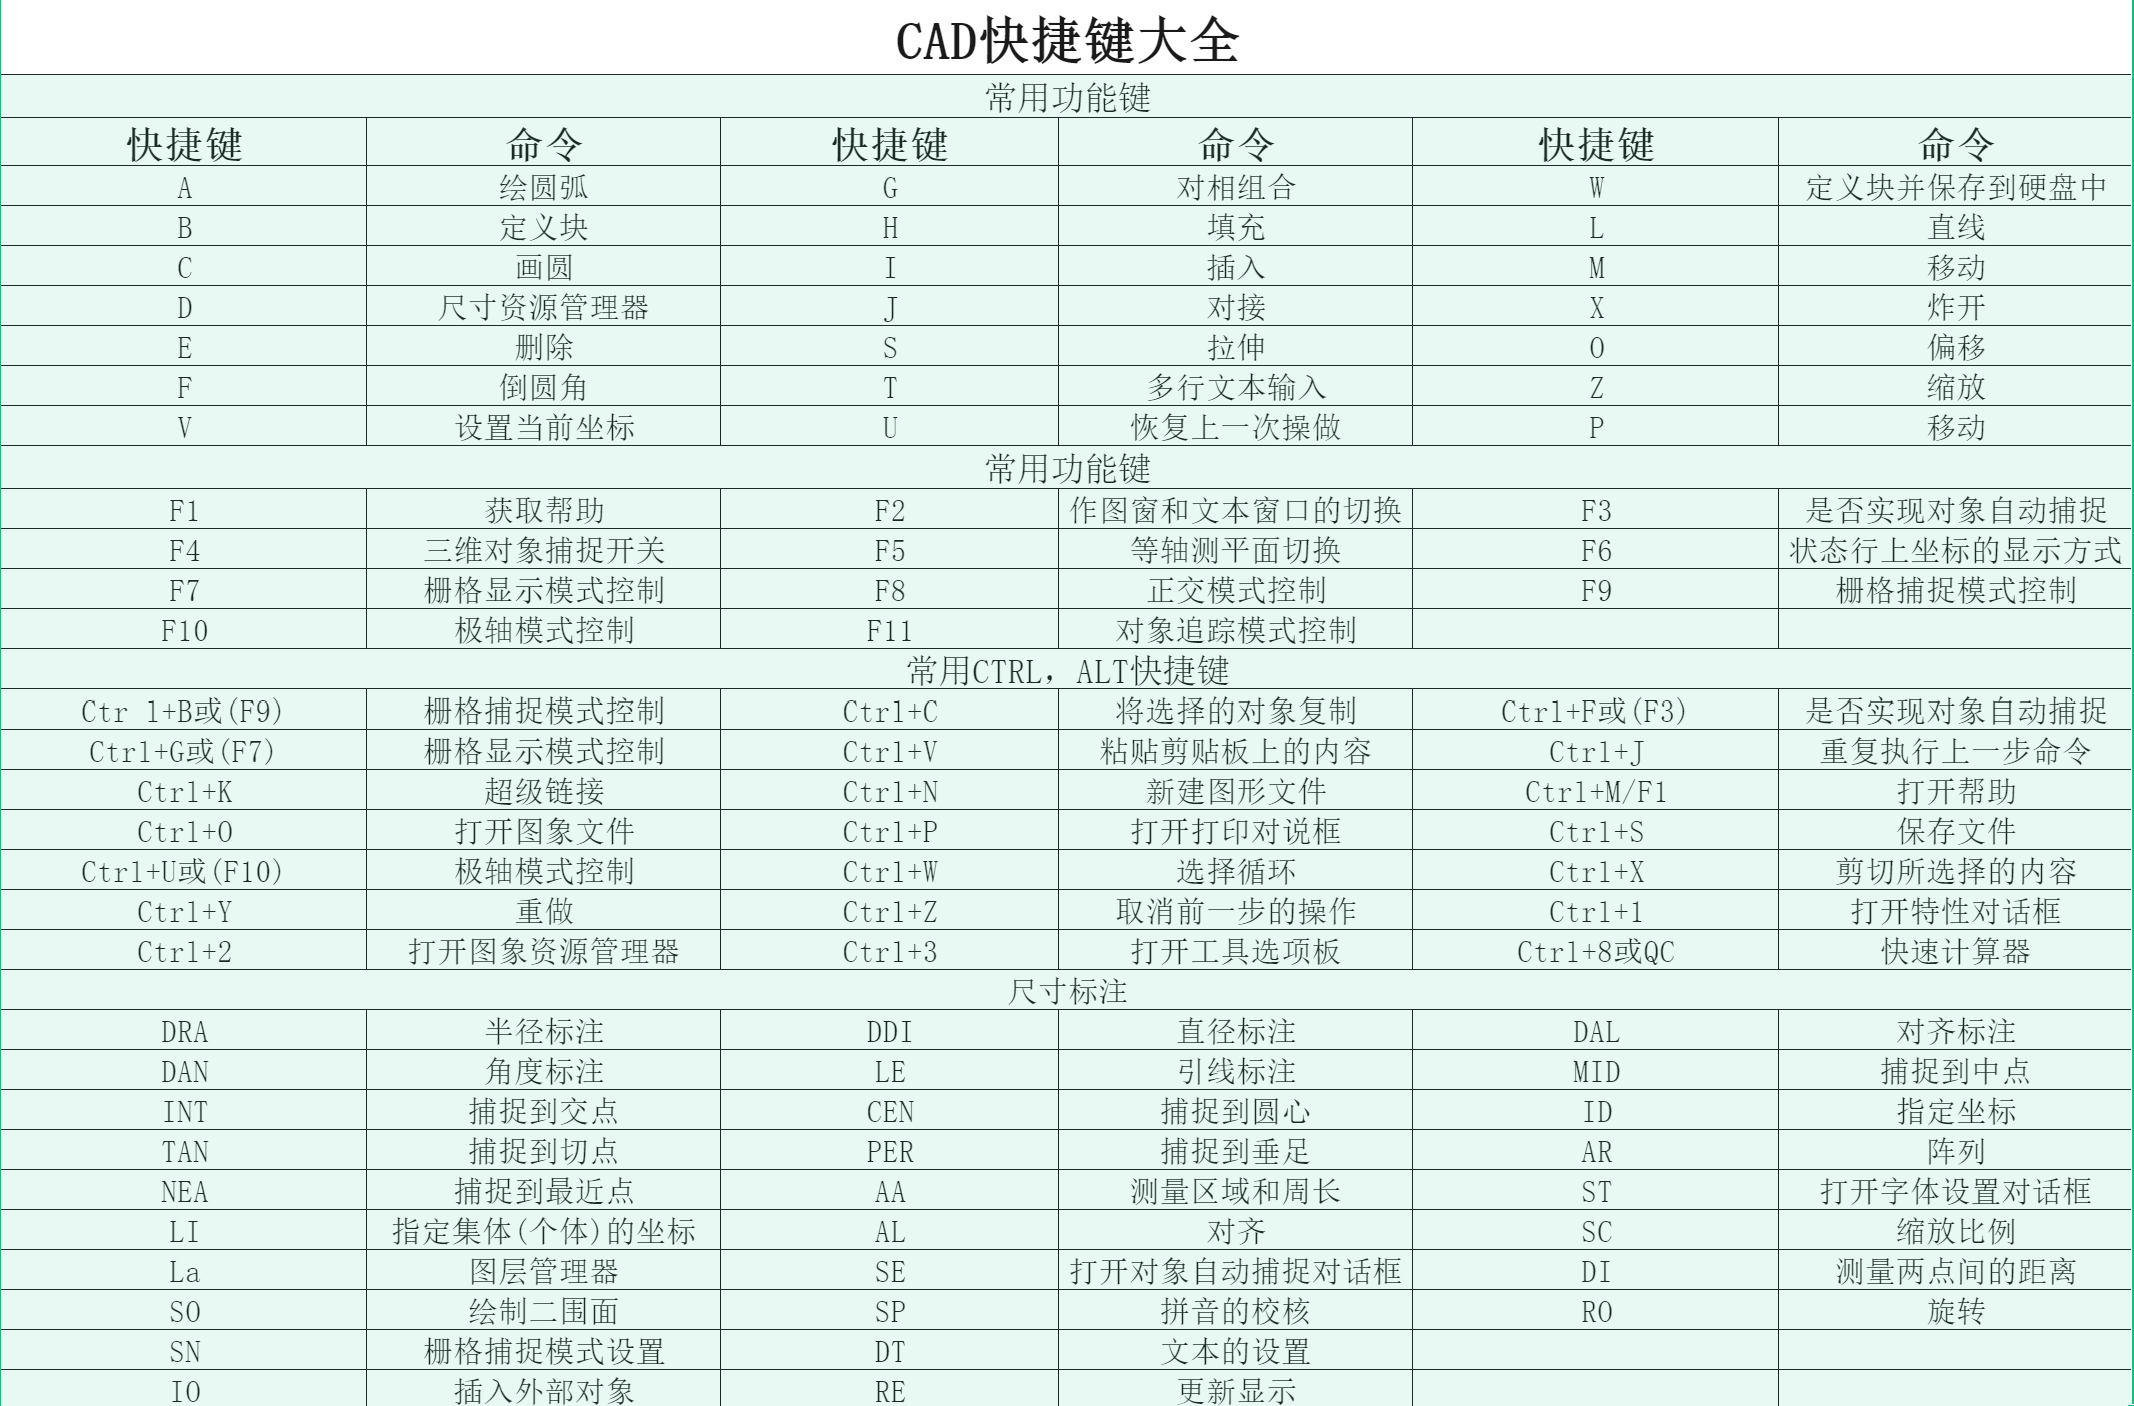 CAD快捷键大全
常用功能键
快捷键 命令 快捷键 命令 快捷键 命令
A 绘圆弧 G 对相组合 W 定义块并保存到硬盘中
B 定义块 H 填充 L 直线
C 画圆 I 插入 M 移动
D 尺寸资源管理器 J 对接 X 炸开
E 删除 S 拉伸 O 偏移
F 倒圆角 T 多行文本输入 Z 缩放
V 设置当前坐标 U 恢复上一次操做 P 移动
常用功能键
F1 获取帮助 F2 作图窗和文本窗口的切换 F3 是否实现对象自动捕捉
F4 三维对象捕捉开关 F5 等轴测平面切换 F6 状态行上坐标的显示方式
F7 栅格显示模式控制 F8 正交模式控制 F9 栅格捕捉模式控制
F10 极轴模式控制 F11 对象追踪模式控制
常用CTRL，ALT快捷键
Ctr l+B或(F9) 栅格捕捉模式控制 Ctrl+C 将选择的对象复制 Ctrl+F或(F3) 是否实现对象自动捕捉
Ctrl+G或(F7) 栅格显示模式控制 Ctrl+V 粘贴剪贴板上的内容 Ctrl+J 重复执行上一步命令
Ctrl+K 超级链接 Ctrl+N 新建图形文件 Ctrl+M/F1 打开帮助
Ctrl+O 打开图象文件 Ctrl+P 打开打印对说框 Ctrl+S 保存文件
Ctrl+U或(F10) 极轴模式控制 Ctrl+W 选择循环 Ctrl+X 剪切所选择的内容
Ctrl+Y 重做 Ctrl+Z 取消前一步的操作 Ctrl+1 打开特性对话框
Ctrl+2 打开图象资源管理器 Ctrl+3 打开工具选项板 Ctrl+8或QC 快速计算器
尺寸标注
DRA 半径标注 DDI 直径标注 DAL 对齐标注
DAN 角度标注 LE 引线标注 MID 捕捉到中点
INT 捕捉到交点 CEN 捕捉到圆心 ID 指定坐标
TAN 捕捉到切点 PER 捕捉到垂足 AR 阵列
NEA 捕捉到最近点 AA 测量区域和周长 ST 打开字体设置对话框
LI 指定集体(个体)的坐标 AL 对齐 SC 缩放比例
La 图层管理器 SE 打开对象自动捕捉对话框 DI 测量两点间的距离
SO 绘制二围面 SP 拼音的校核 RO 旋转
SN 栅格捕捉模式设置 DT 文本的设置
IO 插入外部对象 RE 更新显示